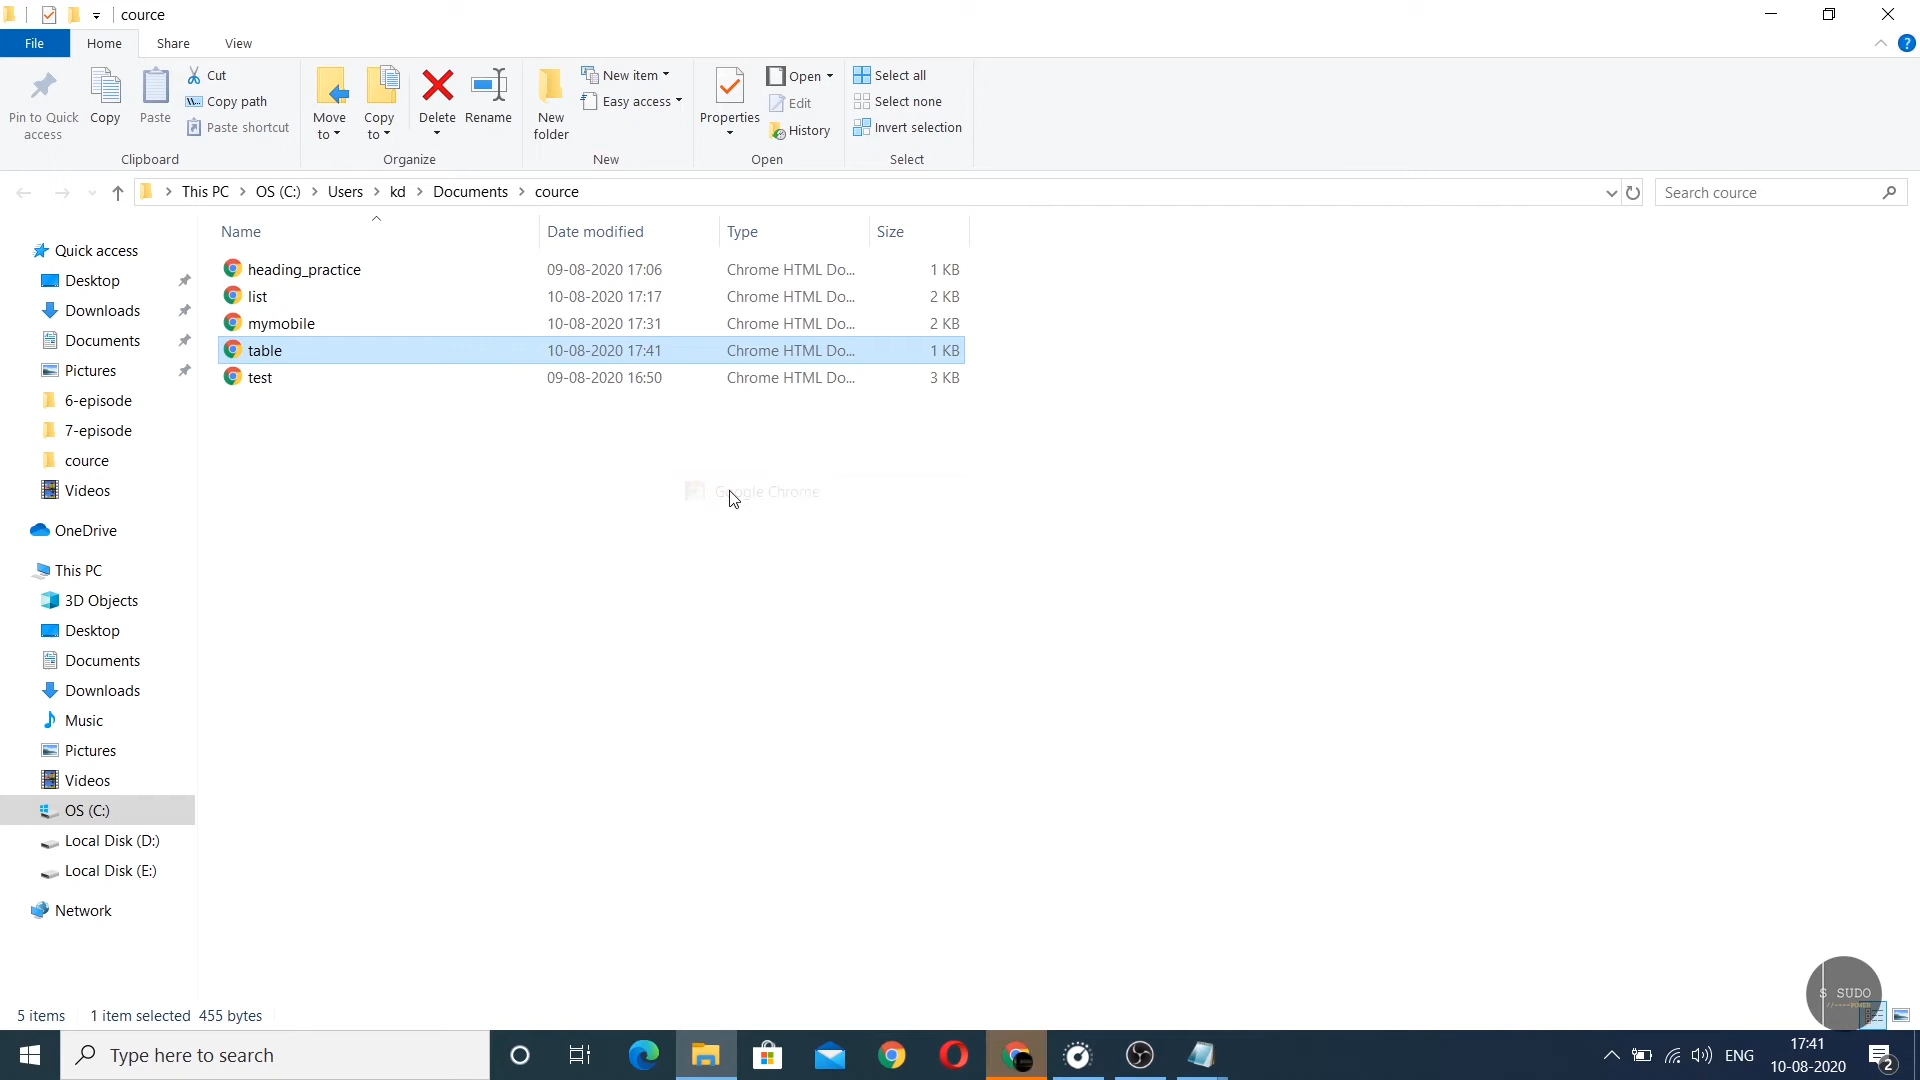 cource
File Home Share View
Pin to Quick access
Copy
Paste
Cut
Copy path
Paste shortcut
Clipboard
Move to
Copy to
Delete
Rename
Organize
New folder
New item
Easy access
New
Properties
Open
Edit
History
Open
Select all
Select none
Invert selection
Select
This PC > OS (C:) > Users > kd > Documents > cource
Search cource
Name Date modified Type Size
heading_practice 09-08-2020 17:06 Chrome HTML Do... 1 KB
list 10-08-2020 17:17 Chrome HTML Do... 2 KB
mymobile 10-08-2020 17:31 Chrome HTML Do... 2 KB
table 10-08-2020 17:41 Chrome HTML Do... 1 KB
test 09-08-2020 16:50 Chrome HTML Do... 3 KB
Google Chrome
Quick access
Desktop
Downloads
Documents
Pictures
6-episode
7-episode
cource
Videos
OneDrive
This PC
3D Objects
Desktop
Documents
Downloads
Music
Pictures
Videos
OS (C:)
Local Disk (D:)
Local Disk (E:)
Network
S SUDO
5 items 1 item selected 455 bytes
Type here to search
ENG
17:41
10-08-2020
2